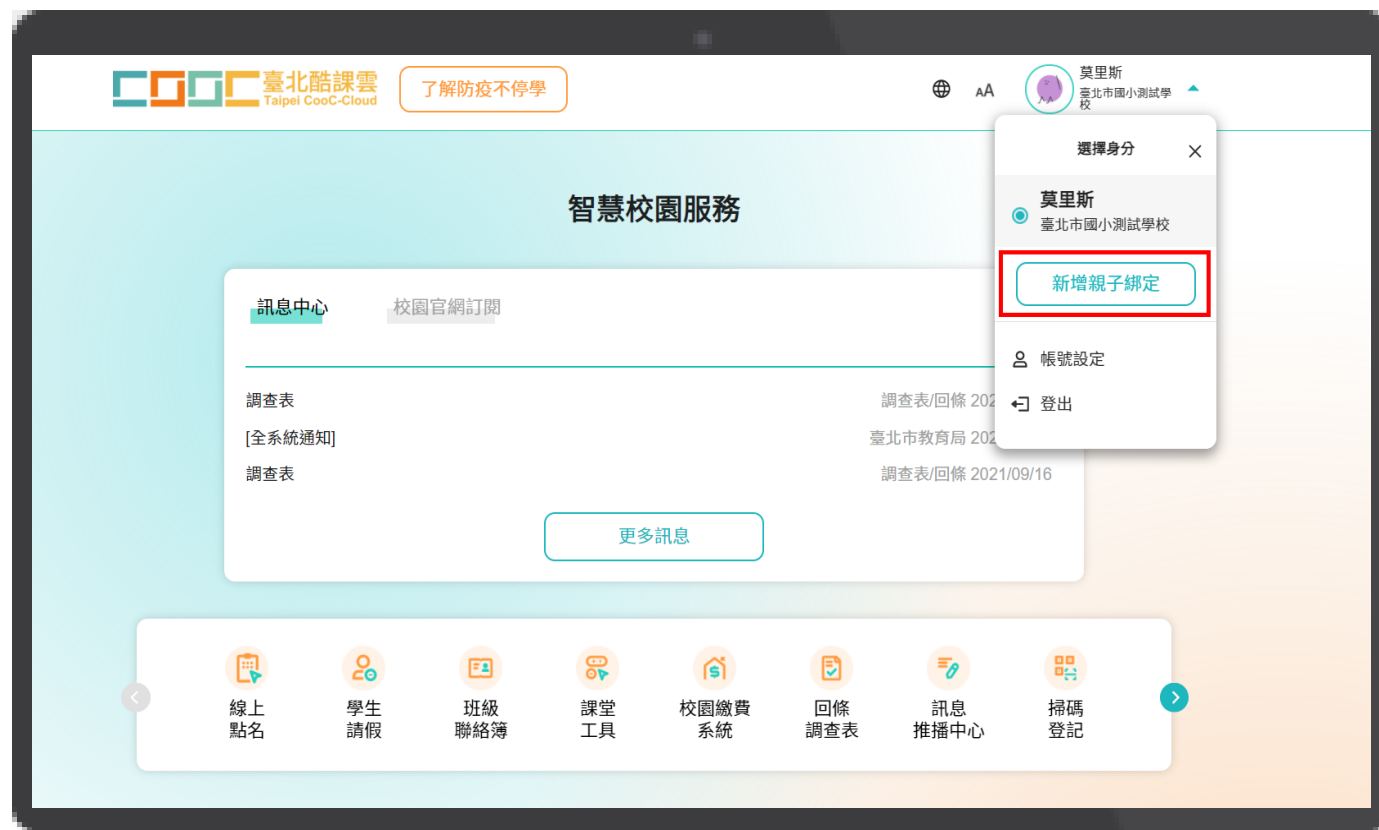 臺北酷課雲
Taipei CooC-Cloud
了解防疫不停學
AA
莫里斯
臺北市國小測試學
校
選擇身分
莫里斯
臺北市國小測試學校
新增親子綁定
帳號設定
登出
智慧校園服務
訊息中心
校園官網訂閱
調查表
調查表/回條 202
[全系統通知]
臺北市教育局 202
調查表
調查表/回條 2021/09/16
更多訊息
線上
點名
學生
請假
班級
聯絡簿
課堂
工具
校園繳費
系統
回條
調查表
訊息
推播中心
掃碼
登記